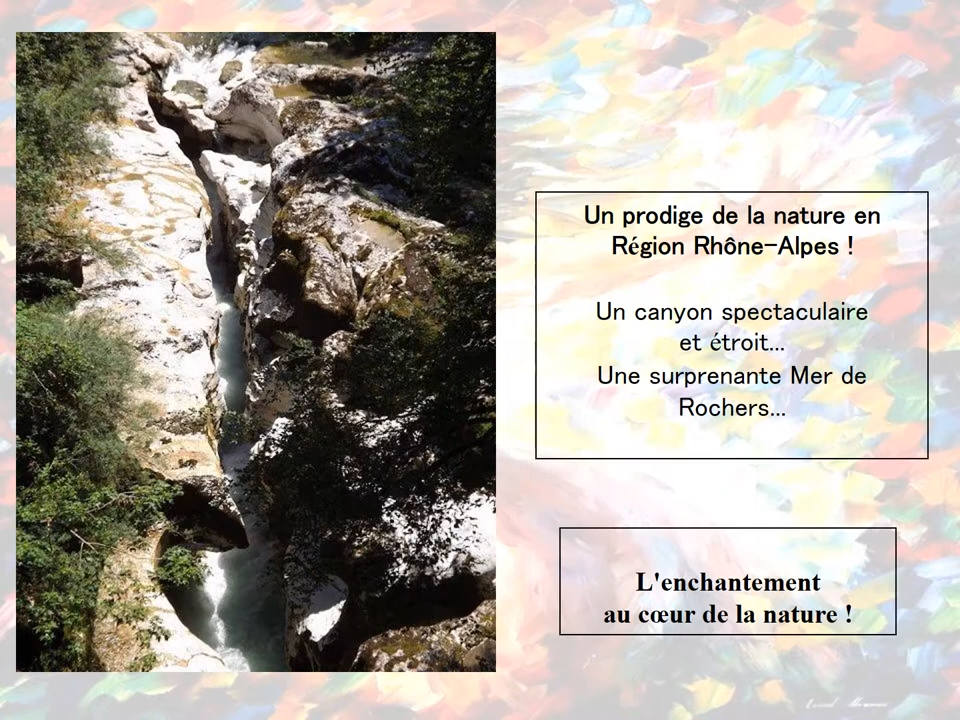 Un prodige de la nature en
Région Rhône-Alpes !
Un canyon spectaculaire
et étroit...
Une surprenante Mer de
Rochers...
L'enchantement
au cœur de la nature !